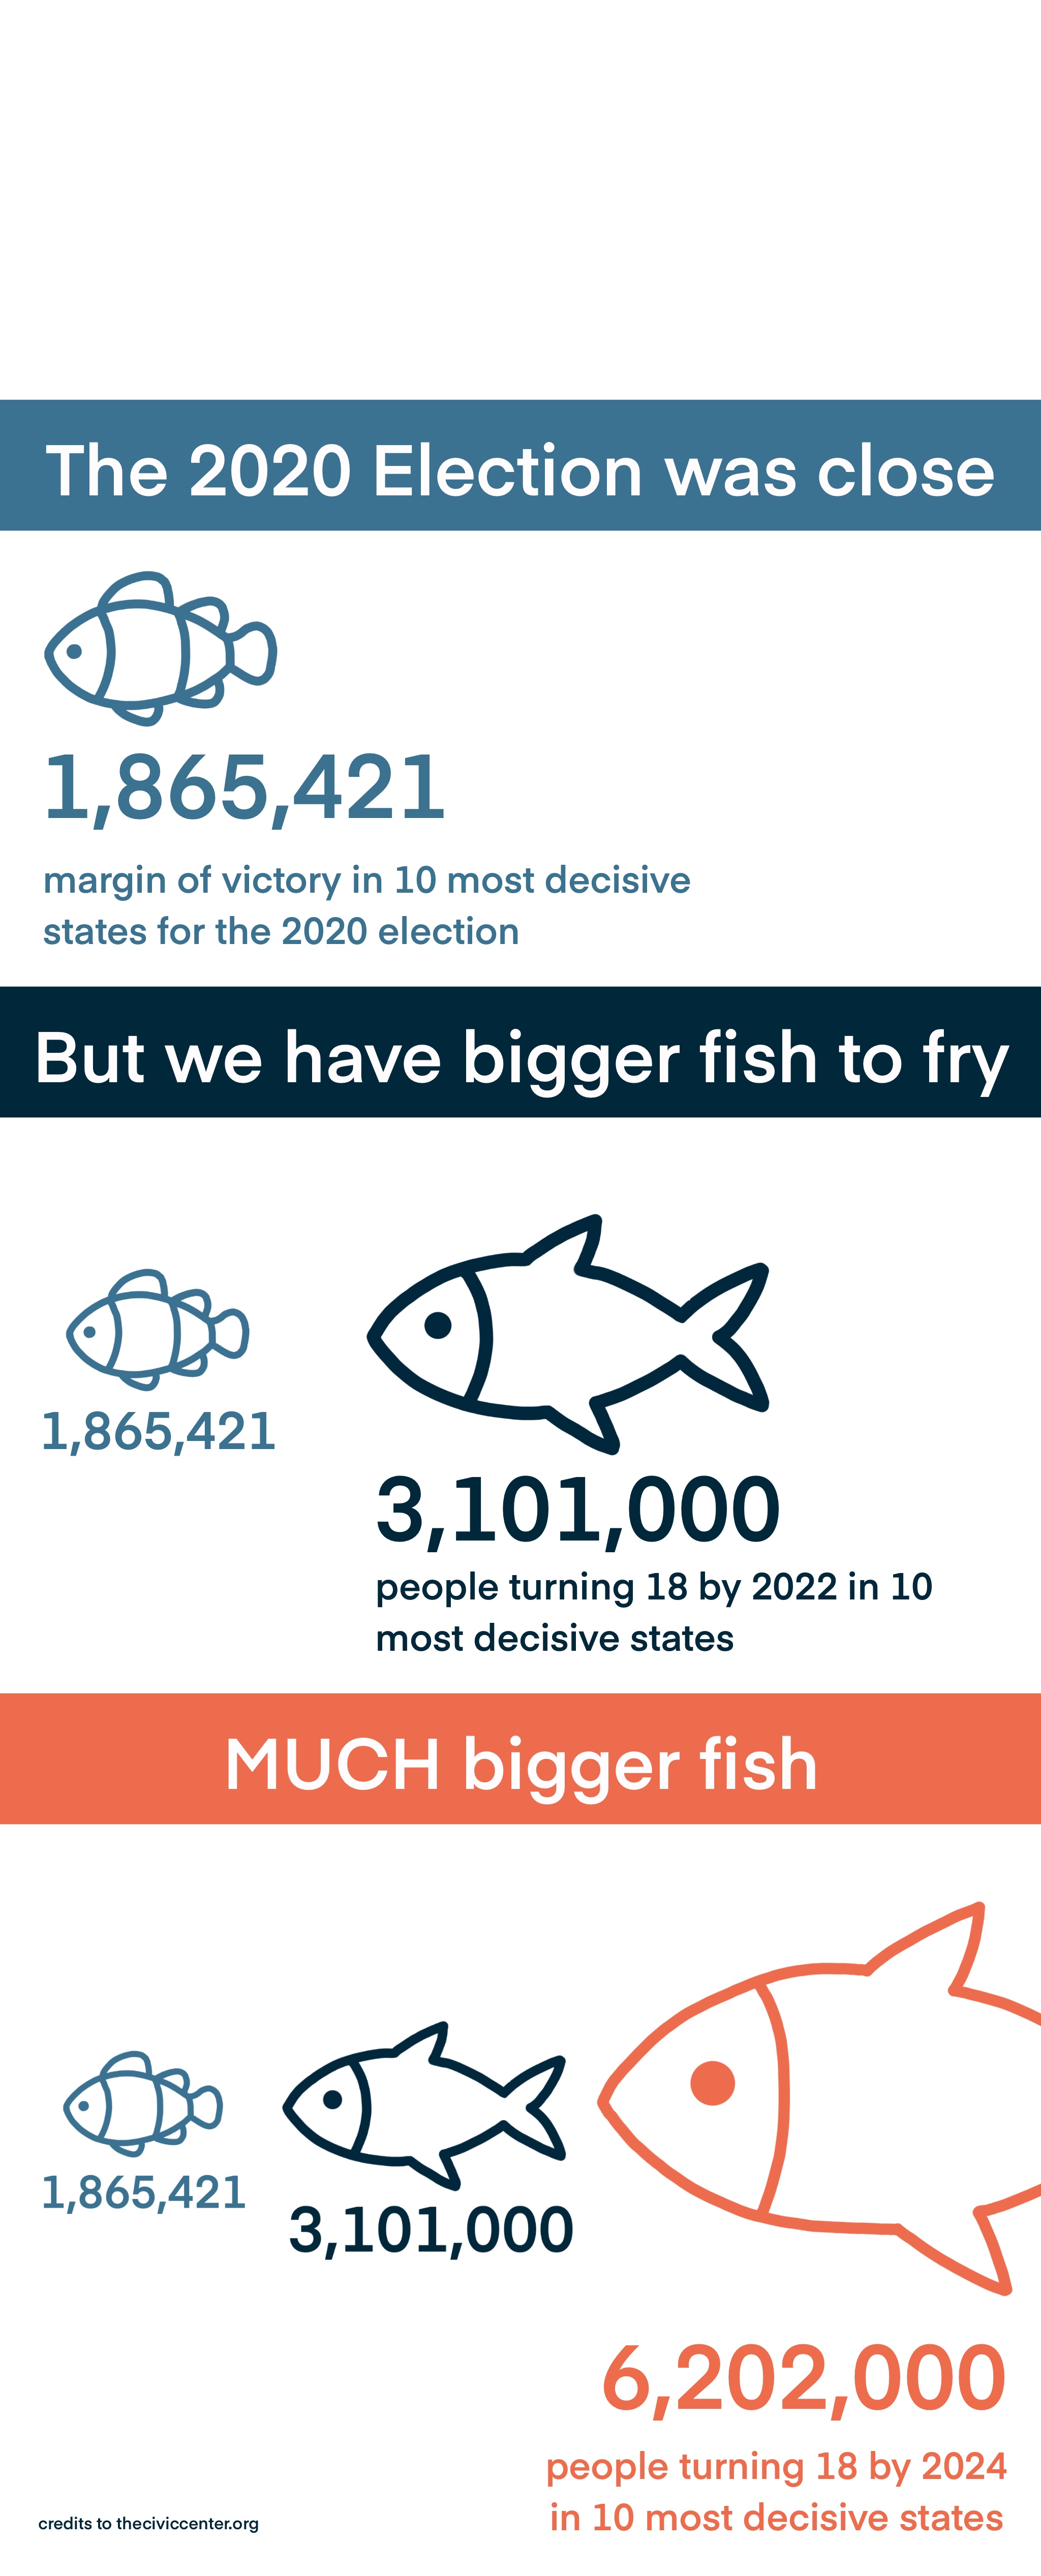 The 2020 Election was close
1,865,421
margin of victory in 10 most decisive
states for the 2020 election
But we have bigger fish to fry
1,865,421
3,101,000
people turning 18 by 2022 in 10
most decisive states
MUCH bigger fish
1,865,421
3,101,000
6,202,000
people turning 18 by 2024
in 10 most decisive states
credits to theciviccenter.org